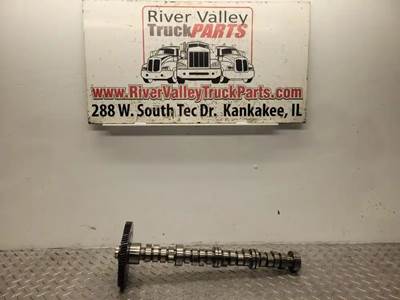 River Valley
TruckPARTS
www.RiverValleyTruckParts.com
288 W. South Tec Dr. Kankakee, IL